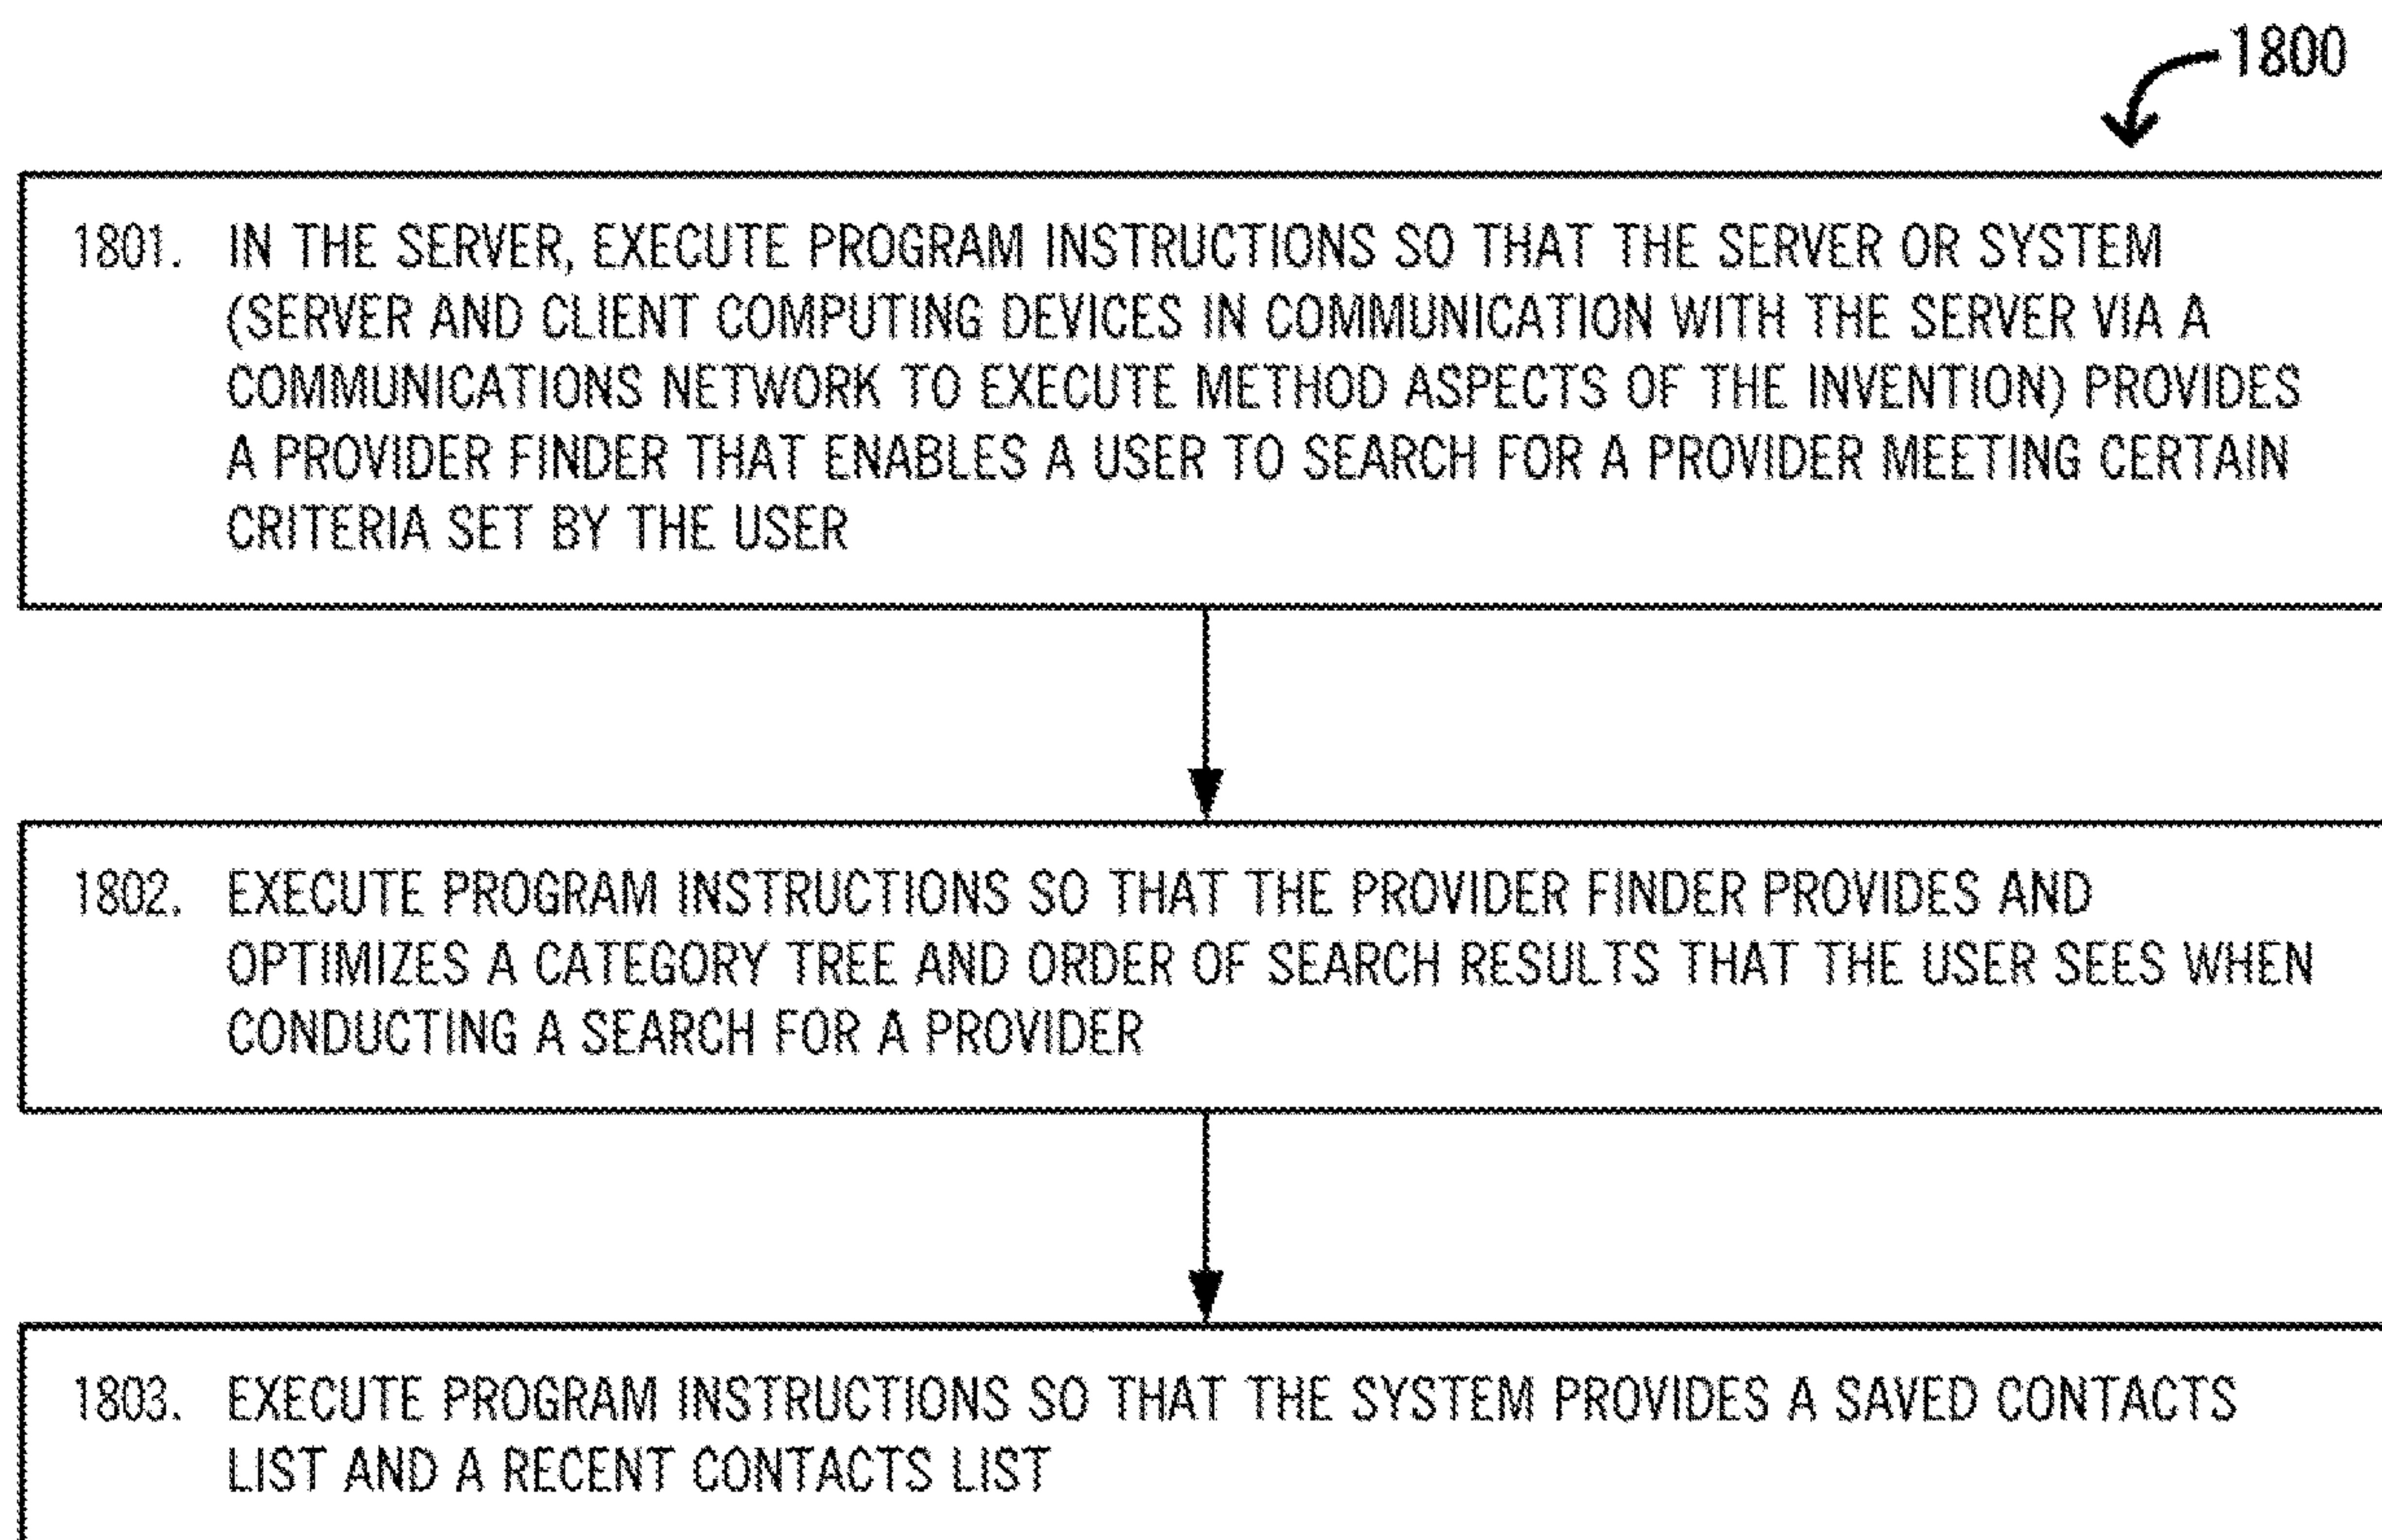 1800
1801. IN THE SERVER, EXECUTE PROGRAM INSTRUCTIONS SO THAT THE SERVER OR SYSTEM
(SERVER AND CLIENT COMPUTING DEVICES IN COMMUNICATION WITH THE SERVER VIA A
COMMUNICATIONS NETWORK TO EXECUTE METHOD ASPECTS OF THE INVENTION) PROVIDES
A PROVIDER FINDER THAT ENABLES A USER TO SEARCH FOR A PROVIDER MEETING CERTAIN
CRITERIA SET BY THE USER
1802. EXECUTE PROGRAM INSTRUCTIONS SO THAT THE PROVIDER FINDER PROVIDES AND
OPTIMIZES A CATEGORY TREE AND ORDER OF SEARCH RESULTS THAT THE USER SEES WHEN
CONDUCTING A SEARCH FOR A PROVIDER
1803. EXECUTE PROGRAM INSTRUCTIONS SO THAT THE SYSTEM PROVIDES A SAVED CONTACTS
LIST AND A RECENT CONTACTS LIST